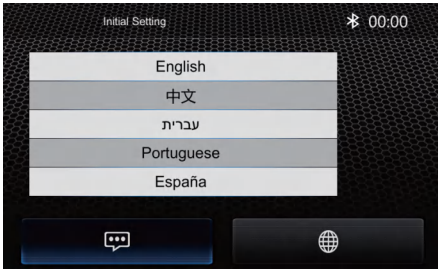 Initial Setting
00:00
English
中文
עברית
Portuguese
España